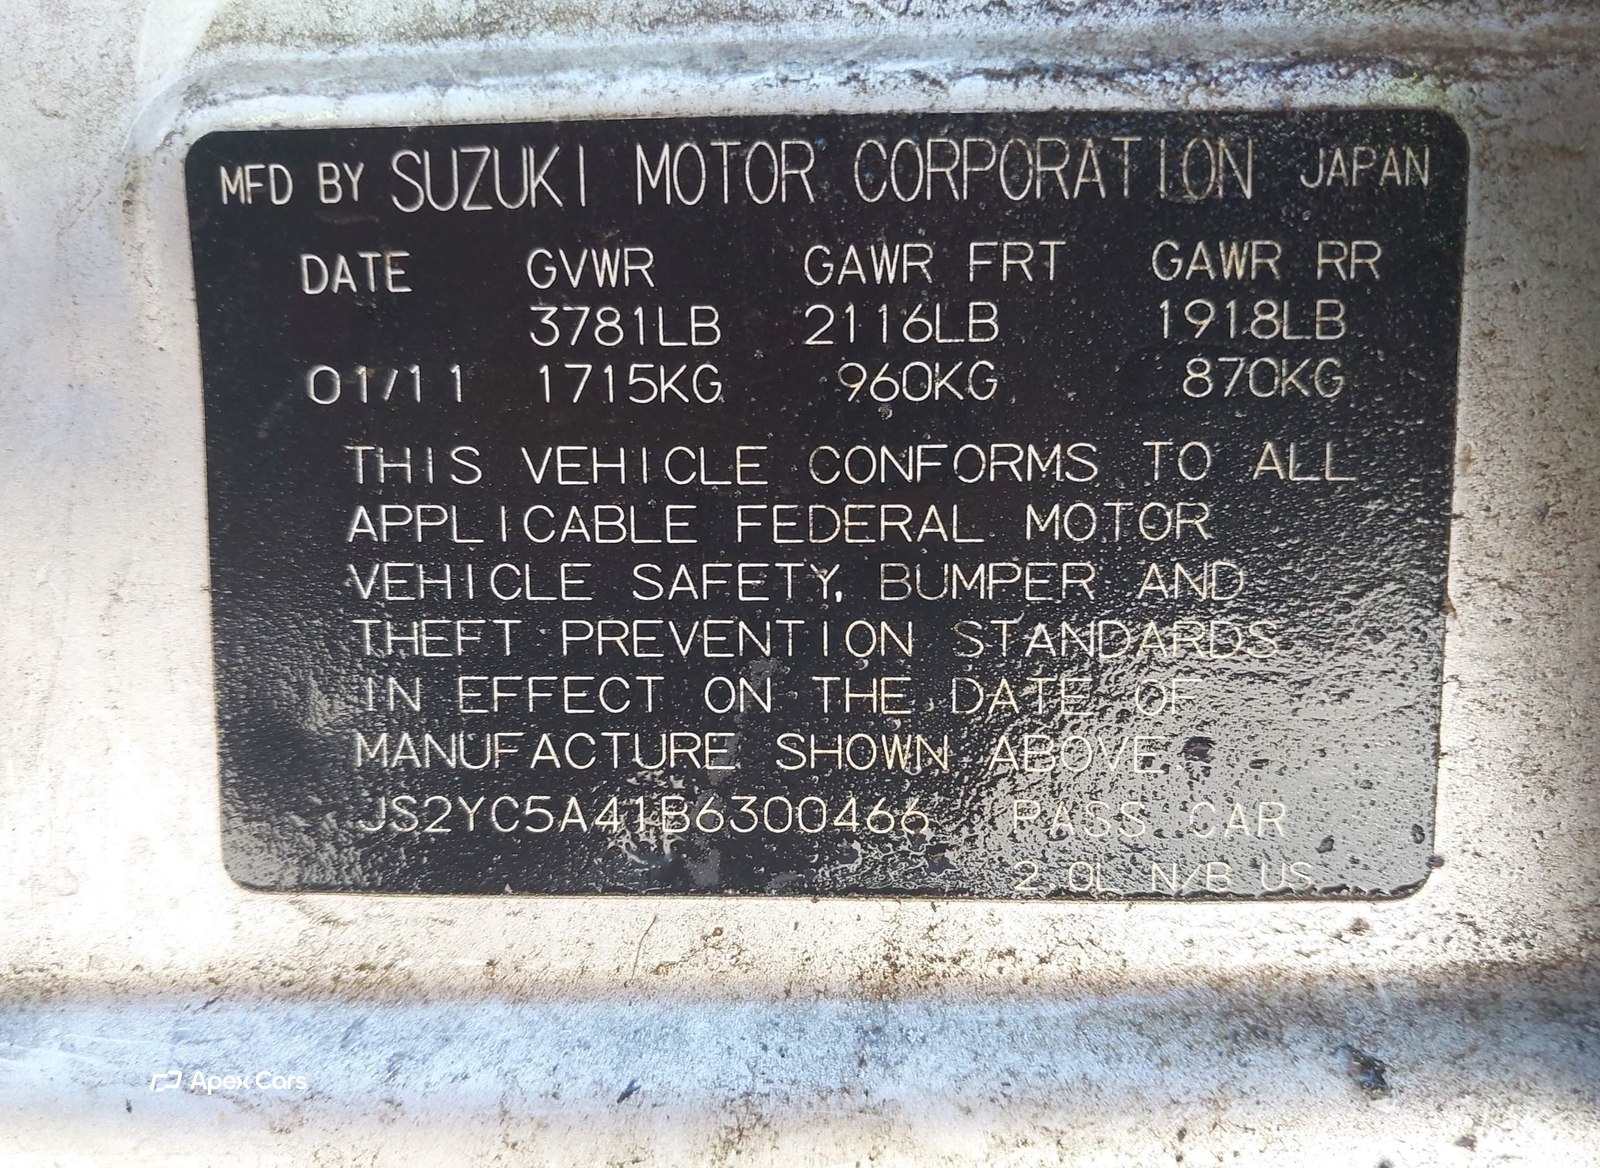 MFD BY SUZUKI MOTOR CORPORATION JAPAN
DATE GVWR GAWR FRT GAWR RR
3781LB 2116LB 1918LB
01/11 1715KG 960KG 870KG
THIS VEHICLE CONFORMS TO ALL
APPLICABLE FEDERAL MOTOR
VEHICLE SAFETY, BUMPER AND
THEFT PREVENTION STANDARDS
IN EFFECT ON THE DATE OF
MANUFACTURE SHOWN ABOVE
JS2YC5A41B6300466 PASS CAR
2.0L N/B US
Apex Cars